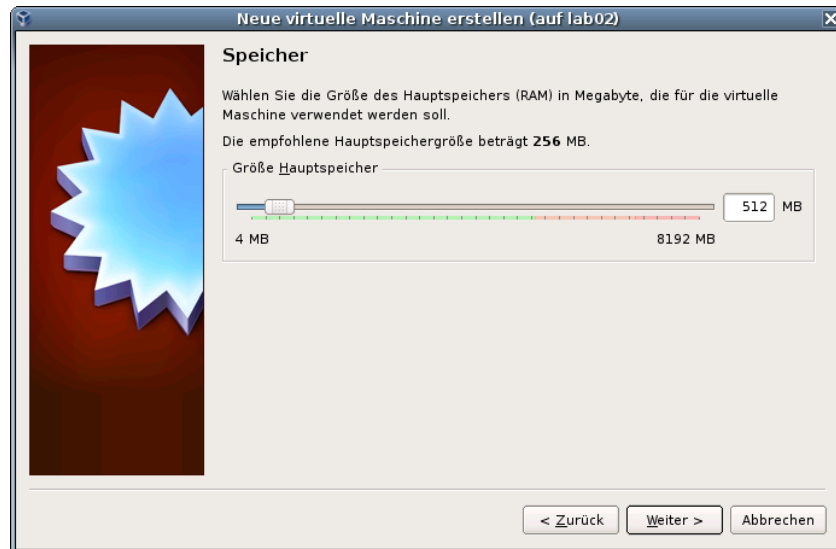 Neue virtuelle Maschine erstellen (auf lab02)
Speicher
Wählen Sie die Größe des Hauptspeichers (RAM) in Megabyte, die für die virtuelle
Maschine verwendet werden soll.
Die empfohlene Hauptspeichergröße beträgt 256 MB.
Größe Hauptspeicher
512 MB
4 MB 8192 MB
< Zurück Weiter > Abbrechen